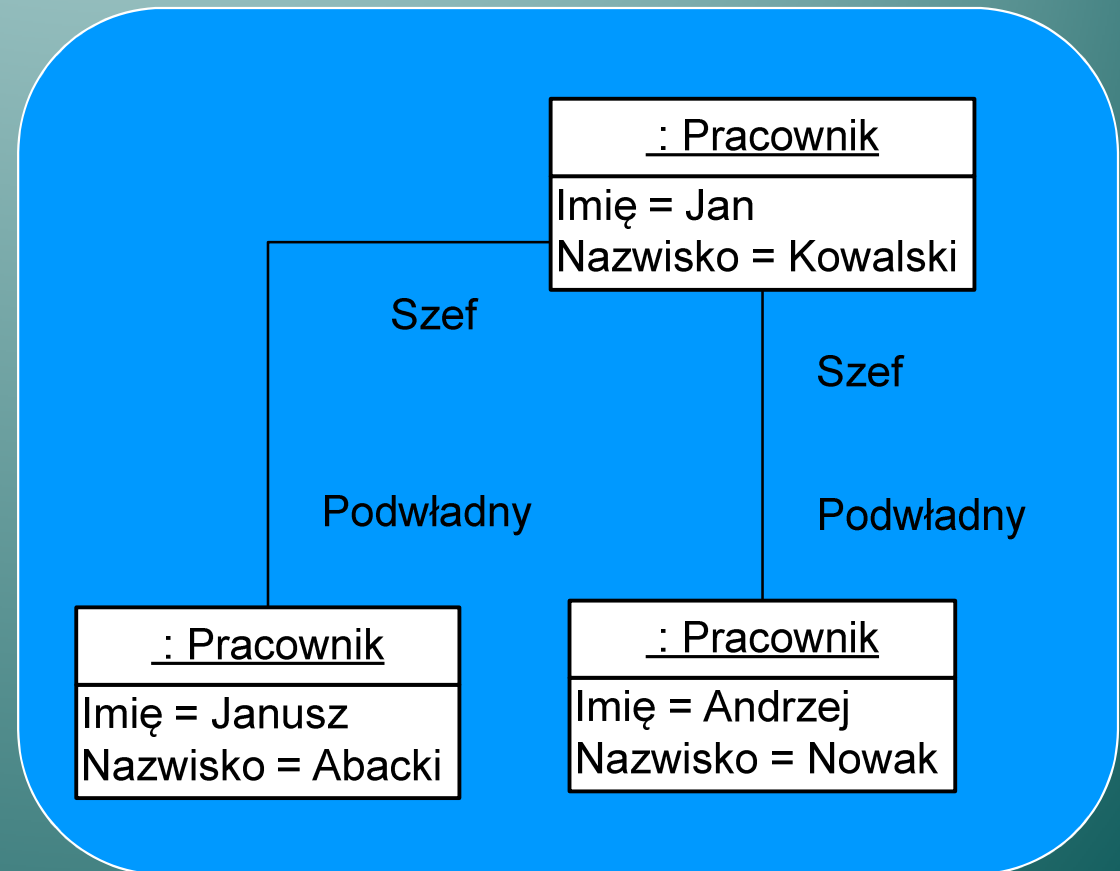 : Pracownik
Imię = Jan
Nazwisko = Kowalski
Szef
Szef
Podwładny
Podwładny
: Pracownik
Imię = Janusz
Nazwisko = Abacki
: Pracownik
Imię = Andrzej
Nazwisko = Nowak